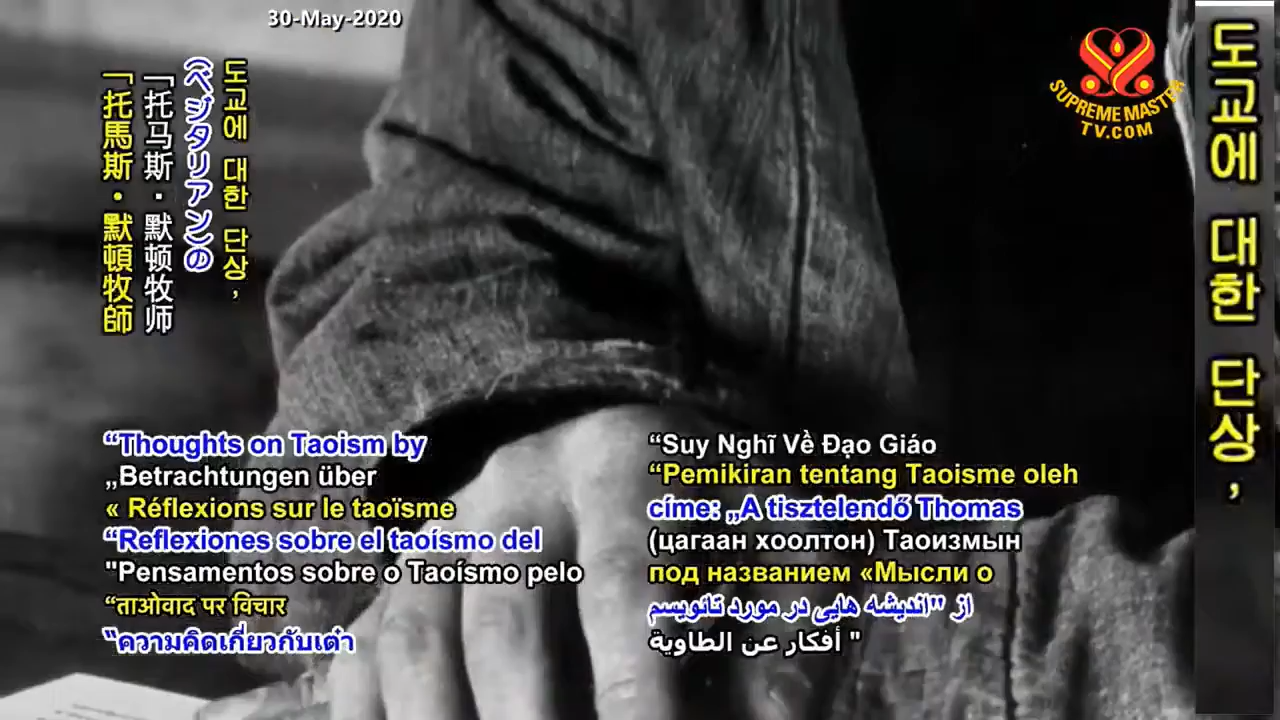 30-May-2020
SUPREME MASTER
TV.COM
도교에 대한 단상,
도교에 대한 단상,
(ベジタリアン)の
「托马斯·默顿牧师
「托馬斯·默頓牧師
“Thoughts on Taoism by
„Betrachtungen über
« Réflexions sur le taoïsme
“Reflexiones sobre el taoísmo del
"Pensamentos sobre o Taoísmo pelo
“ताओवाद पर विचार
“ความคิดเกี่ยวกับเต๋า
“Suy Nghĩ Về Đạo Giáo
“Pemikiran tentang Taoisme oleh
címe: „A tisztelendő Thomas
(цагаан хоолтон) Таоизмын
под названием «Мысли о
از "اندیشه هایی در مورد تائویسم
أفكار عن الطاوية "